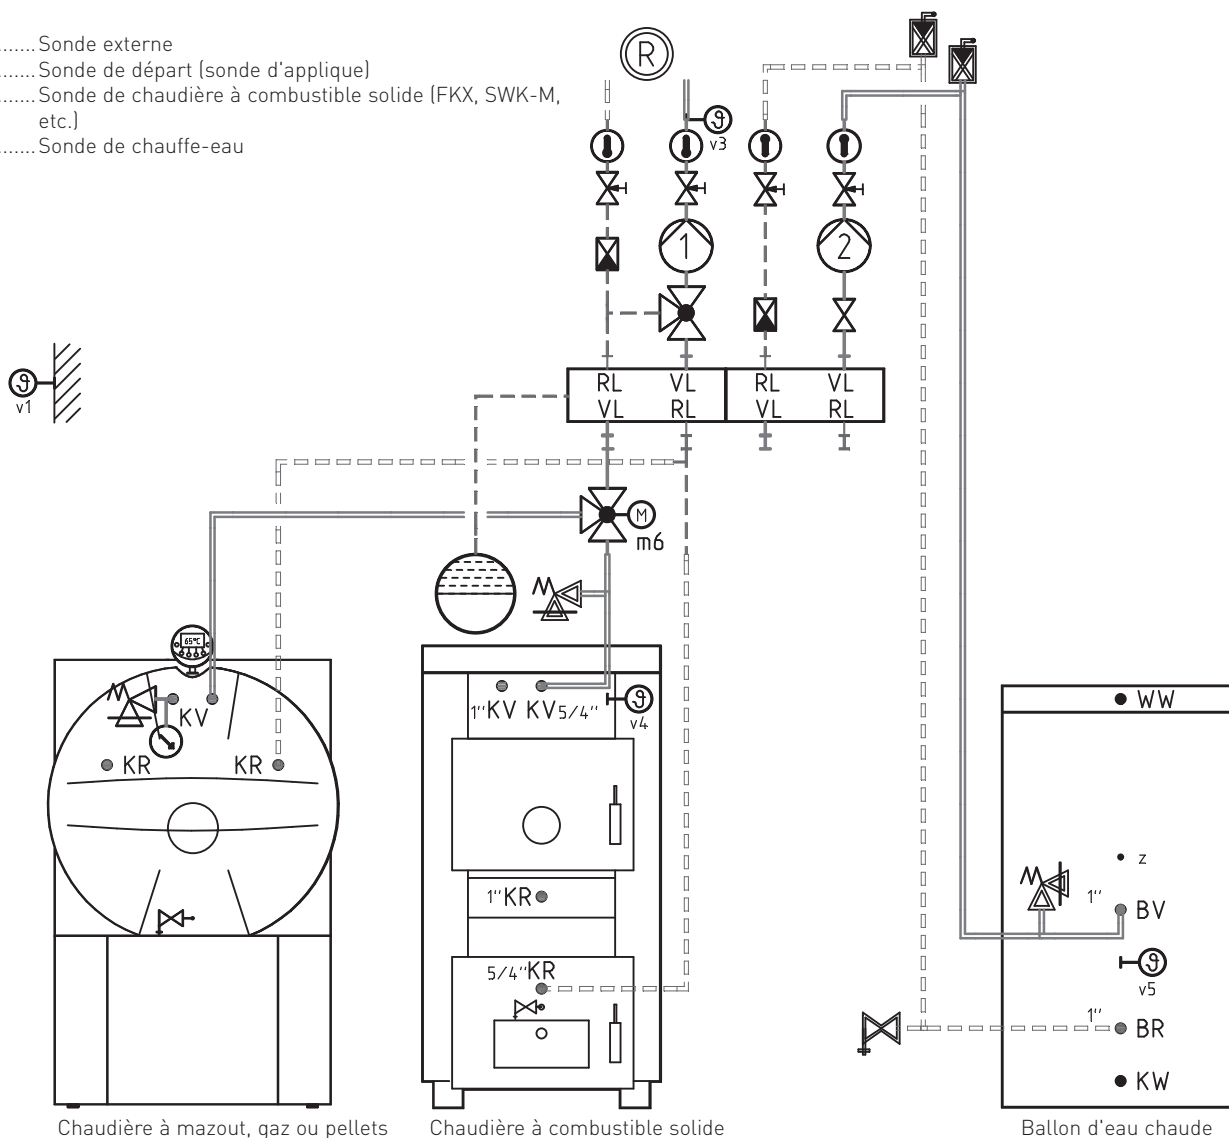 .......Sonde externe
.......Sonde de départ (sonde d'applique)
.......Sonde de chaudière à combustible solide (FKX, SWK-M,
etc.)
.......Sonde de chauffe-eau
R
ϑ
v3
1
2
ϑ
v1
RL VL RL VL
VL RL VL RL
M
m6
65°C
KV
KR KR
1" KV KV 5/4"
ϑ
v4
1" KR
5/4" KR
WW
z
1" BV
ϑ
v5
1" BR
KW
Chaudière à mazout, gaz ou pellets
Chaudière à combustible solide
Ballon d'eau chaude